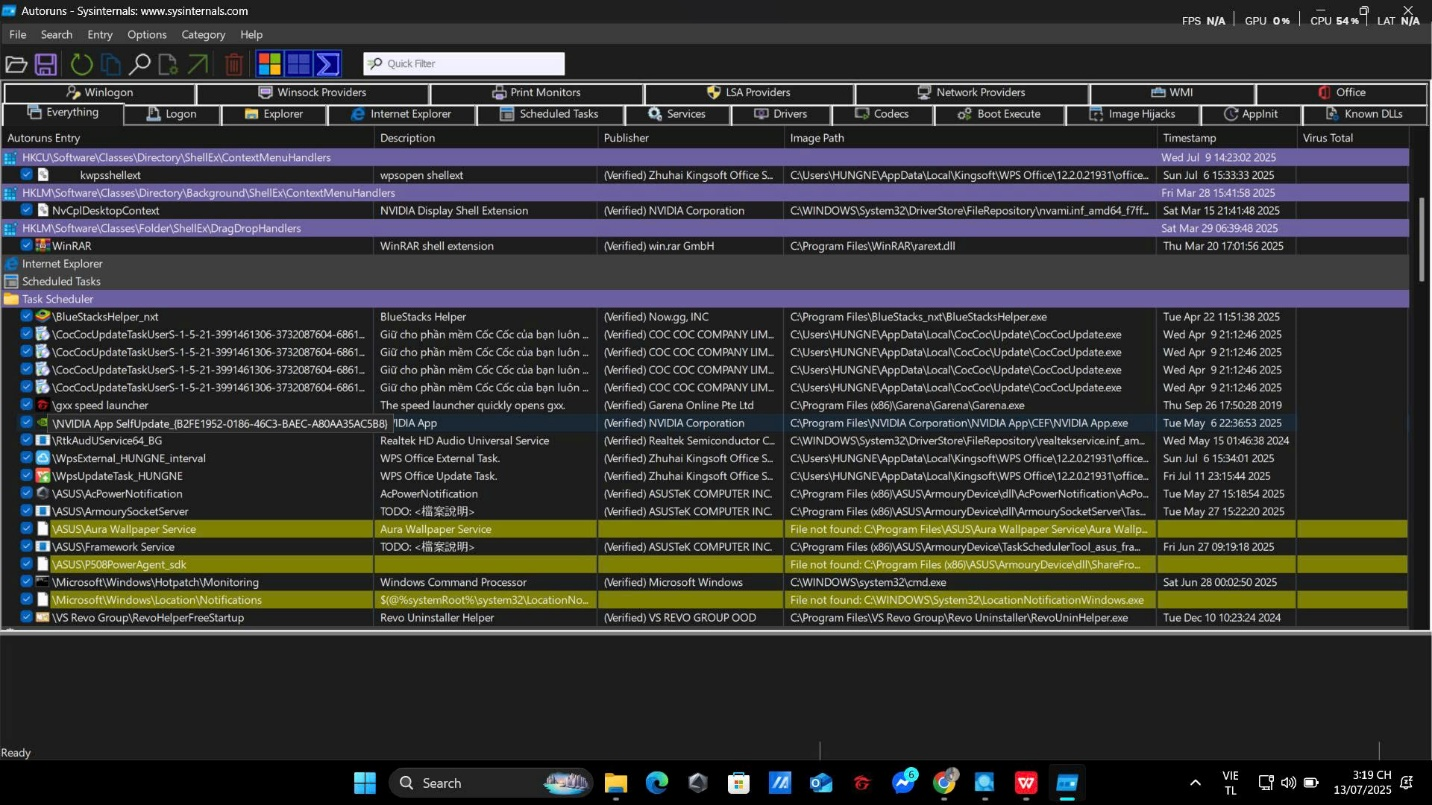 Autoruns - Sysinternals: www.sysinternals.com
FPS N/A | GPU 0% | CPU 54% | LAT N/A
File Search Entry Options Category Help
Quick Filter
Winlogon Winsock Providers Print Monitors LSA Providers Network Providers WMI Office
Everything Logon Explorer Internet Explorer Scheduled Tasks Services Drivers Codecs Boot Execute Image Hijacks AppInit Known DLLs
Autoruns Entry Description Publisher Image Path Timestamp Virus Total
HKCU\Software\Classes\Directory\ShellEx\ContextMenuHandlers Wed Jul 9 14:23:02 2025
kwpsshellext wpsopen shellext (Verified) Zhuhai Kingsoft Office S... C:\Users\HUNGNE\AppData\Local\Kingsoft\WPS Office\12.2.0.21931\office... Sun Jul 6 15:33:33 2025
HKLM\Software\Classes\Directory\Background\ShellEx\ContextMenuHandlers Fri Mar 28 15:41:58 2025
NvCplDesktopContext NVIDIA Display Shell Extension (Verified) NVIDIA Corporation C:\WINDOWS\System32\DriverStore\FileRepository\nvami.inf_amd64_f7ff... Sat Mar 15 21:41:48 2025
HKLM\Software\Classes\Folder\ShellEx\DragDropHandlers Sat Mar 29 06:39:48 2025
WinRAR WinRAR shell extension (Verified) win.rar GmbH C:\Program Files\WinRAR\rarext.dll Thu Mar 20 17:01:56 2025
Internet Explorer
Scheduled Tasks
Task Scheduler
\BlueStacksHelper_nxt BlueStacks Helper (Verified) Now.gg, INC C:\Program Files\BlueStacks_nxt\BlueStacksHelper.exe Tue Apr 22 11:51:38 2025
\CocCocUpdateTaskUserS-1-5-21-3991461306-3732087604-6861... Giữ cho phần mềm Cốc Cốc của bạn luôn ... (Verified) COC COC COMPANY LIM... C:\Users\HUNGNE\AppData\Local\CocCoc\Update\CocCocUpdate.exe Wed Apr 9 21:12:46 2025
\CocCocUpdateTaskUserS-1-5-21-3991461306-3732087604-6861... Giữ cho phần mềm Cốc Cốc của bạn luôn ... (Verified) COC COC COMPANY LIM... C:\Users\HUNGNE\AppData\Local\CocCoc\Update\CocCocUpdate.exe Wed Apr 9 21:12:46 2025
\CocCocUpdateTaskUserS-1-5-21-3991461306-3732087604-6861... Giữ cho phần mềm Cốc Cốc của bạn luôn ... (Verified) COC COC COMPANY LIM... C:\Users\HUNGNE\AppData\Local\CocCoc\Update\CocCocUpdate.exe Wed Apr 9 21:12:46 2025
\CocCocUpdateTaskUserS-1-5-21-3991461306-3732087604-6861... Giữ cho phần mềm Cốc Cốc của bạn luôn ... (Verified) COC COC COMPANY LIM... C:\Users\HUNGNE\AppData\Local\CocCoc\Update\CocCocUpdate.exe Wed Apr 9 21:12:46 2025
\gxx speed launcher The speed launcher quickly opens gxx. (Verified) Garena Online Pte Ltd C:\Program Files (x86)\Garena\Garena\Garena.exe Thu Sep 26 17:50:28 2019
\NVIDIA App SelfUpdate_{B2FE1952-0186-46C3-BAEC-A80AA35AC5B8} VIDIA App (Verified) NVIDIA Corporation C:\Program Files\NVIDIA Corporation\NVIDIA App\CEF\NVIDIA App.exe Tue May 6 22:36:53 2025
\RtkAudUService64_BG Realtek HD Audio Universal Service (Verified) Realtek Semiconductor C... C:\WINDOWS\System32\DriverStore\FileRepository\realtekservice.inf_am... Wed May 15 01:46:38 2024
\WpsExternal_HUNGNE_interval WPS Office External Task. (Verified) Zhuhai Kingsoft Office S... C:\Users\HUNGNE\AppData\Local\Kingsoft\WPS Office\12.2.0.21931\office... Sun Jul 6 15:34:01 2025
\WpsUpdateTask_HUNGNE WPS Office Update Task. (Verified) Zhuhai Kingsoft Office S... C:\Users\HUNGNE\AppData\Local\Kingsoft\WPS Office\12.2.0.21931\office... Fri Jul 11 23:15:44 2025
\ASUS\AcPowerNotification AcPowerNotification (Verified) ASUSTeK COMPUTER INC. C:\Program Files (x86)\ASUS\ArmouryDevice\dll\AcPowerNotification\AcPo... Tue May 27 15:18:54 2025
\ASUS\ArmourySocketServer TODO: <檔案說明> (Verified) ASUSTeK COMPUTER INC. C:\Program Files (x86)\ASUS\ArmouryDevice\dll\ArmourySocketServer\Tas... Tue May 27 15:22:20 2025
\ASUS\Aura Wallpaper Service Aura Wallpaper Service File not found: C:\Program Files\ASUS\Aura Wallpaper Service\Aura Wallp...
\ASUS\Framework Service TODO: <檔案說明> (Verified) ASUSTeK COMPUTER INC. C:\Program Files (x86)\ASUS\ArmouryDevice\TaskSchedulerTool_asus_fra... Fri Jun 27 09:19:18 2025
\ASUS\P508PowerAgent_sdk File not found: C:\Program Files (x86)\ASUS\ArmouryDevice\dll\ShareFro...
\Microsoft\Windows\Hotpatch\Monitoring Windows Command Processor (Verified) Microsoft Windows C:\WINDOWS\system32\cmd.exe Sat Jun 28 00:02:50 2025
\Microsoft\Windows\Location\Notifications $(@%systemRoot%\system32\LocationNo... File not found: C:\WINDOWS\System32\LocationNotificationWindows.exe
\VS Revo Group\RevoHelperFreeStartup Revo Uninstaller Helper (Verified) VS REVO GROUP OOD C:\Program Files\VS Revo Group\Revo Uninstaller\RevoUninHelper.exe Tue Dec 10 10:23:24 2024
Ready
Search
6
VIE
TL
3:19 CH
13/07/2025